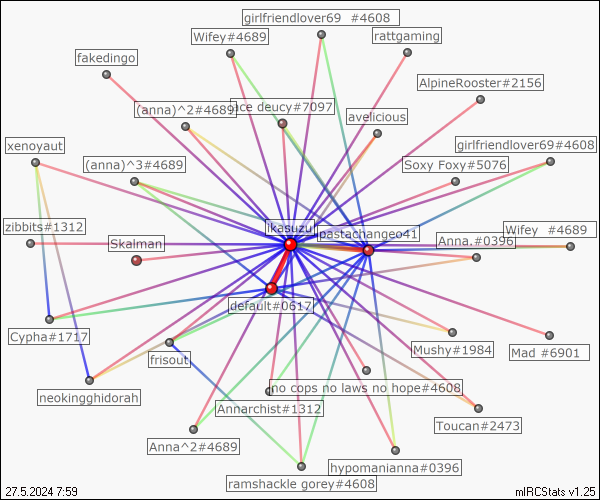 girlfriendlover69 #4608
Wifey#4689
rattgaming
fakedingo
AlpineRooster#2156
(anna)^2#4689
ace deucy#7097
avelicious
xenoyaut
girlfriendlover69#4608
(anna)^3#4689
Soxy Foxy#5076
zibbits#1312
ikasuzu
pastachangeo41
Wifey #4689
Skalman
Anna.#0396
default#0617
Cypha#1717
frisout
Mushy#1984
Mad #6901
neokingghidorah
no cops no laws no hope#4608
Annarchist#1312
Toucan#2473
Anna^2#4689
hypomanianna#0396
ramshackle gorey#4608
27.5.2024 7:59
mIRCStats v1.25